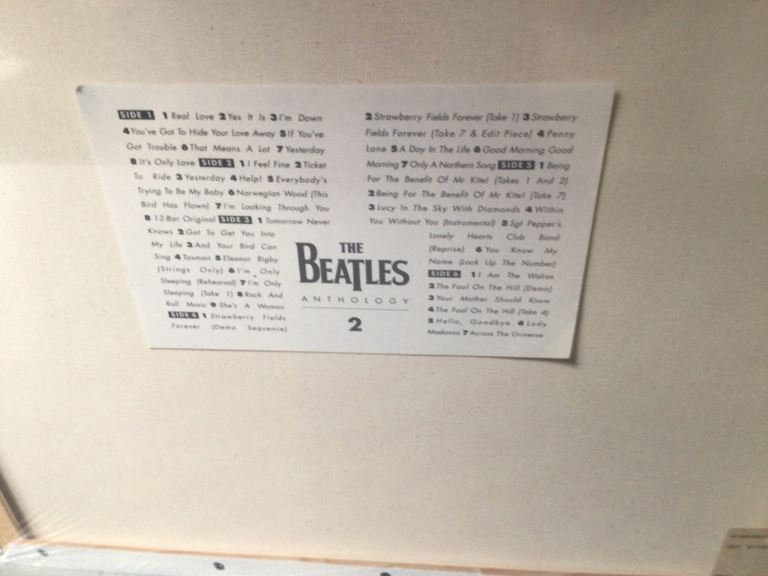 SIDE 1 1 Real Love 2 Yes It Is 3 I'm Down
4 You've Got To Hide Your Love Away 5 If You've
Got Trouble 6 That Means A Lot 7 Yesterday
8 It's Only Love SIDE 2 1 I Feel Fine 2 Ticket
To Ride 3 Yesterday 4 Help! 5 Everybody's
Trying To Be My Baby 6 Norwegian Wood (This
Bird Has Flown) 7 I'm Looking Through You
8 12-Bar Original SIDE 3 1 Tomorrow Never
Knows 2 Got To Get You Into
My Life 3 And Your Bird Can
Sing 4 Taxman 5 Eleanor Rigby
(Strings Only) 6 I'm Only
Sleeping (Rehearsal) 7 I'm Only
Sleeping (Take 1) 8 Rock And
Roll Music 9 She's A Woman
SIDE 4 1 Strawberry Fields
Forever (Demo Sequence)
THE
BEATLES
ANTHOLOGY
2
2 Strawberry Fields Forever (Take 1) 3 Strawberry
Fields Forever (Take 7 & Edit Piece) 4 Penny
Lane 5 A Day In The Life 6 Good Morning Good
Morning 7 Only A Northern Song SIDE 5 1 Being
For The Benefit Of Mr Kite! (Takes 1 And 2)
2 Being For The Benefit Of Mr Kite! (Take 7)
3 Lucy In The Sky With Diamonds 4 Within
You Without You (Instrumental) 5 Sgt Pepper's
Lonely Hearts Club Band
(Reprise) 6 You Know My
Name (Look Up The Number)
SIDE 6 1 I Am The Walrus
2 The Fool On The Hill (Demo)
3 Your Mother Should Know
4 The Fool On The Hill (Take 4)
5 Hello, Goodbye 6 Lady
Madonna 7 Across The Universe